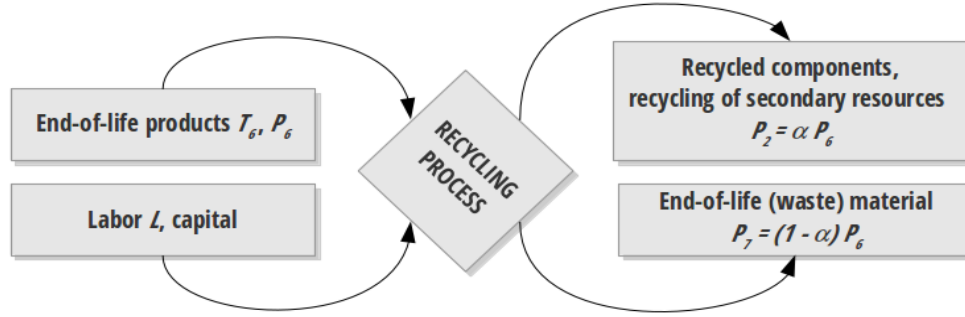 End-of-life products T₆, P₆
Labor L, capital
RECYCLING
PROCESS
Recycled components,
recycling of secondary resources
P₂ = α P₆
End-of-life (waste) material
P₇ = (1 - α) P₆